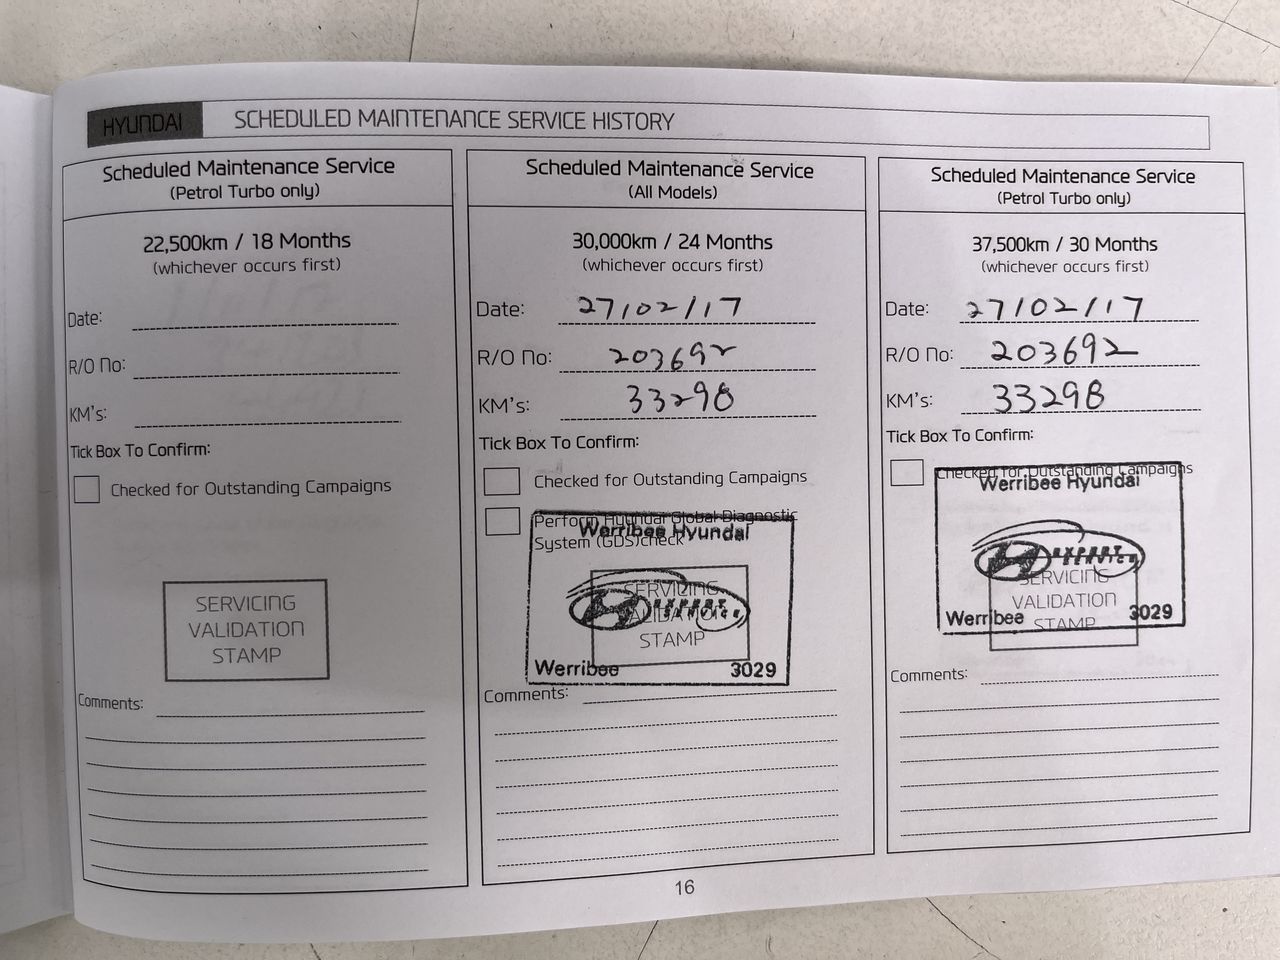 HYUNDAI
SCHEDULED MAINTENANCE SERVICE HISTORY
Scheduled Maintenance Service
(Petrol Turbo only)
22,500km / 18 Months
(whichever occurs first)
Date:
R/O No:
KM's:
Tick Box To Confirm:
Checked for Outstanding Campaigns
SERVICING
VALIDATION
STAMP
Comments:
Scheduled Maintenance Service
(All Models)
30,000km / 24 Months
(whichever occurs first)
Date: 27/02/17
R/O No: 203692
KM's: 33298
Tick Box To Confirm:
Checked for Outstanding Campaigns
Perform Hyundai Global Diagnostic
System (GDS)check
Werribee Hyundai
EXPERT
SERVICE
SERVICING
VALIDATION
STAMP
Werribee 3029
Comments:
Scheduled Maintenance Service
(Petrol Turbo only)
37,500km / 30 Months
(whichever occurs first)
Date: 27/02/17
R/O No: 203692
KM's: 33298
Tick Box To Confirm:
Checked for Outstanding Campaigns
Werribee Hyundai
EXPERT
SERVICE
SERVICING
VALIDATION
STAMP
Werribee 3029
Comments:
16